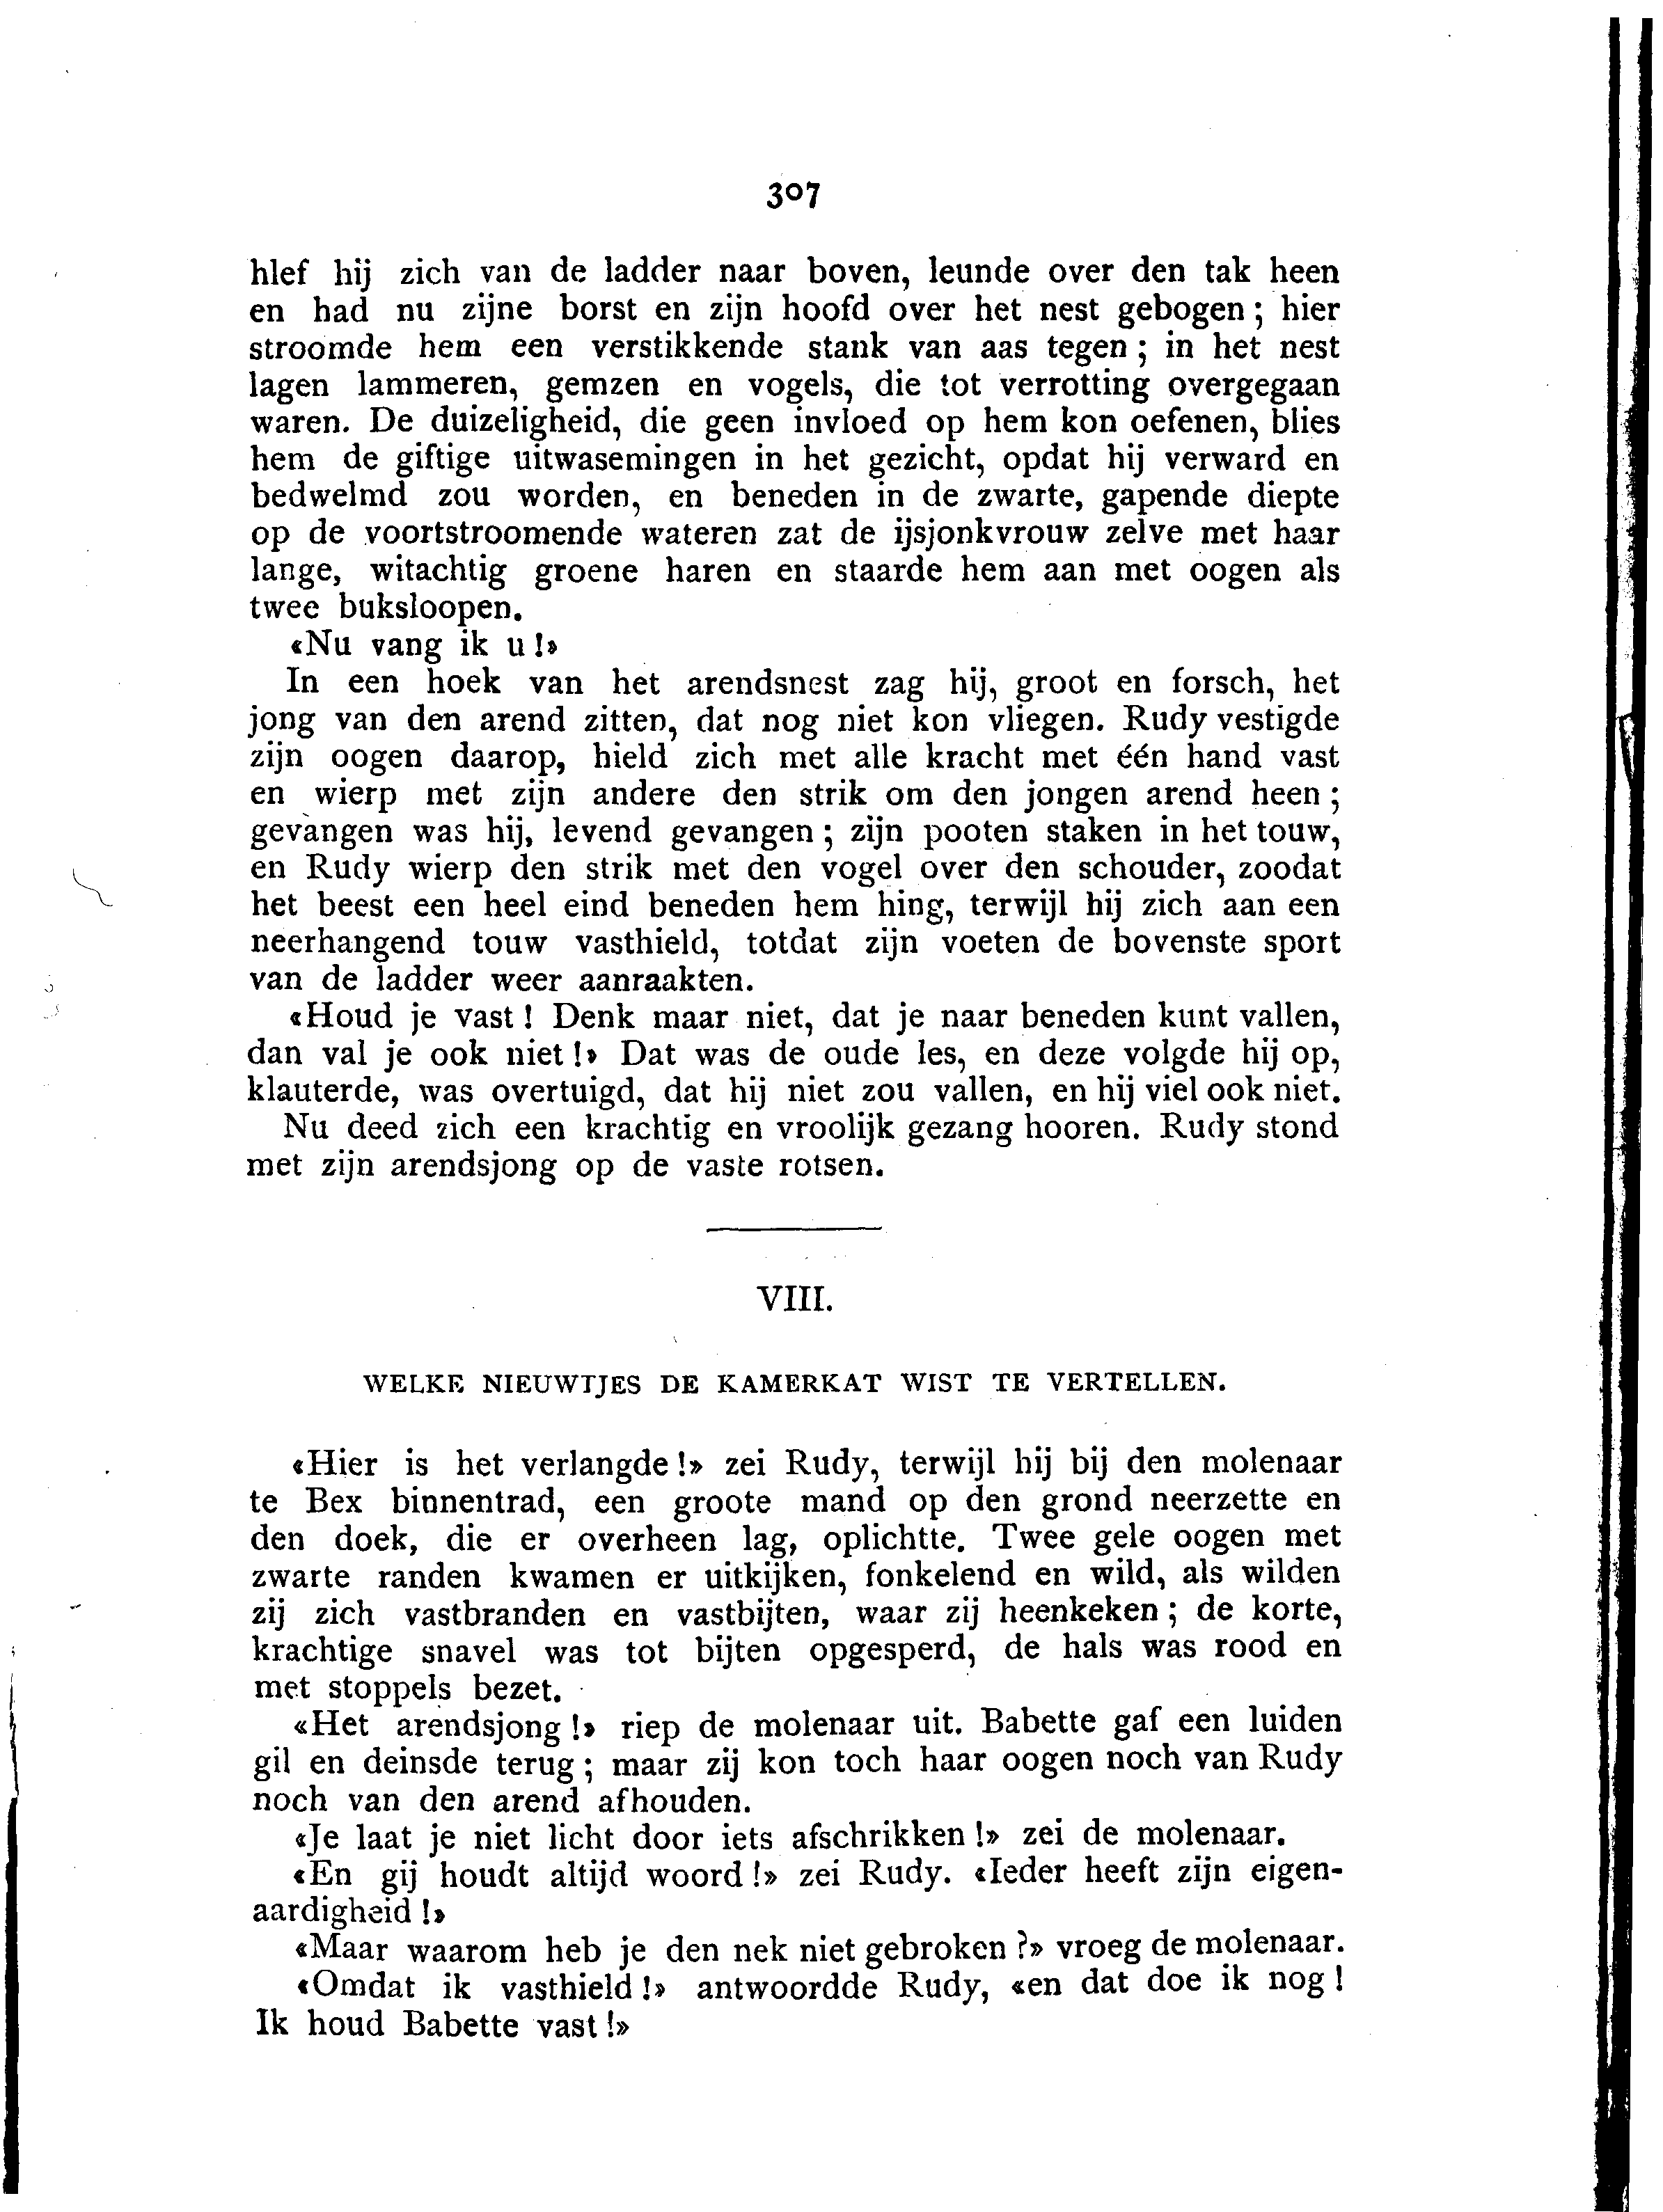 307
hlef hij zich van de ladder naar boven, leunde over den tak heen
en had nu zijne borst en zijn hoofd over het nest gebogen; hier
stroomde hem een verstikkende stank van aas tegen; in het nest
lagen lammeren, gemzen en vogels, die tot verrotting overgegaan
waren. De duizeligheid, die geen invloed op hem kon oefenen, blies
hem de giftige uitwasemingen in het gezicht, opdat hij verward en
bedwelmd zou worden, en beneden in de zwarte, gapende diepte
op de voortstroomende wateren zat de ijsjonkvrouw zelve met haar
lange, witachtig groene haren en staarde hem aan met oogen als
twee buksloopen.
«Nu vang ik u!»
In een hoek van het arendsnest zag hij, groot en forsch, het
jong van den arend zitten, dat nog niet kon vliegen. Rudy vestigde
zijn oogen daarop, hield zich met alle kracht met één hand vast
en wierp met zijn andere den strik om den jongen arend heen;
gevangen was hij, levend gevangen; zijn pooten staken in het touw,
en Rudy wierp den strik met den vogel over den schouder, zoodat
het beest een heel eind beneden hem hing, terwijl hij zich aan een
neerhangend touw vasthield, totdat zijn voeten de bovenste sport
van de ladder weer aanraakten.
«Houd je vast! Denk maar niet, dat je naar beneden kunt vallen,
dan val je ook niet!» Dat was de oude les, en deze volgde hij op,
klauterde, was overtuigd, dat hij niet zou vallen, en hij viel ook niet.
Nu deed zich een krachtig en vroolijk gezang hooren. Rudy stond
met zijn arendsjong op de vaste rotsen.
VIII.
WELKE NIEUWTJES DE KAMERKAT WIST TE VERTELLEN.
«Hier is het verlangde!» zei Rudy, terwijl hij bij den molenaar
te Bex binnentrad, een groote mand op den grond neerzette en
den doek, die er overheen lag, oplichtte. Twee gele oogen met
zwarte randen kwamen er uitkijken, fonkelend en wild, als wilden
zij zich vastbranden en vastbijten, waar zij heenkeken; de korte,
krachtige snavel was tot bijten opgesperd, de hals was rood en
met stoppels bezet.
«Het arendsjong!» riep de molenaar uit. Babette gaf een luiden
gil en deinsde terug; maar zij kon toch haar oogen noch van Rudy
noch van den arend afhouden.
«Je laat je niet licht door iets afschrikken!» zei de molenaar.
«En gij houdt altijd woord!» zei Rudy. «Ieder heeft zijn eigen-
aardigheid!»
«Maar waarom heb je den nek niet gebroken?» vroeg de molenaar.
«Omdat ik vasthield!» antwoordde Rudy, «en dat doe ik nog!
Ik houd Babette vast!»